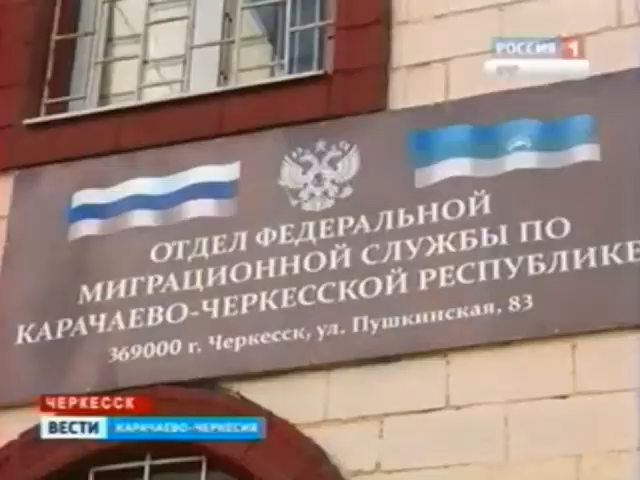 РОССИЯ 1
ОТДЕЛ ФЕДЕРАЛЬНОЙ
МИГРАЦИОННОЙ СЛУЖБЫ ПО
КАРАЧАЕВО-ЧЕРКЕССКОЙ РЕСПУБЛИКЕ
369000 г. Черкесск, ул. Пушкинская, 83
ЧЕРКЕССК
ВЕСТИ КАРАЧАЕВО-ЧЕРКЕСИЯ